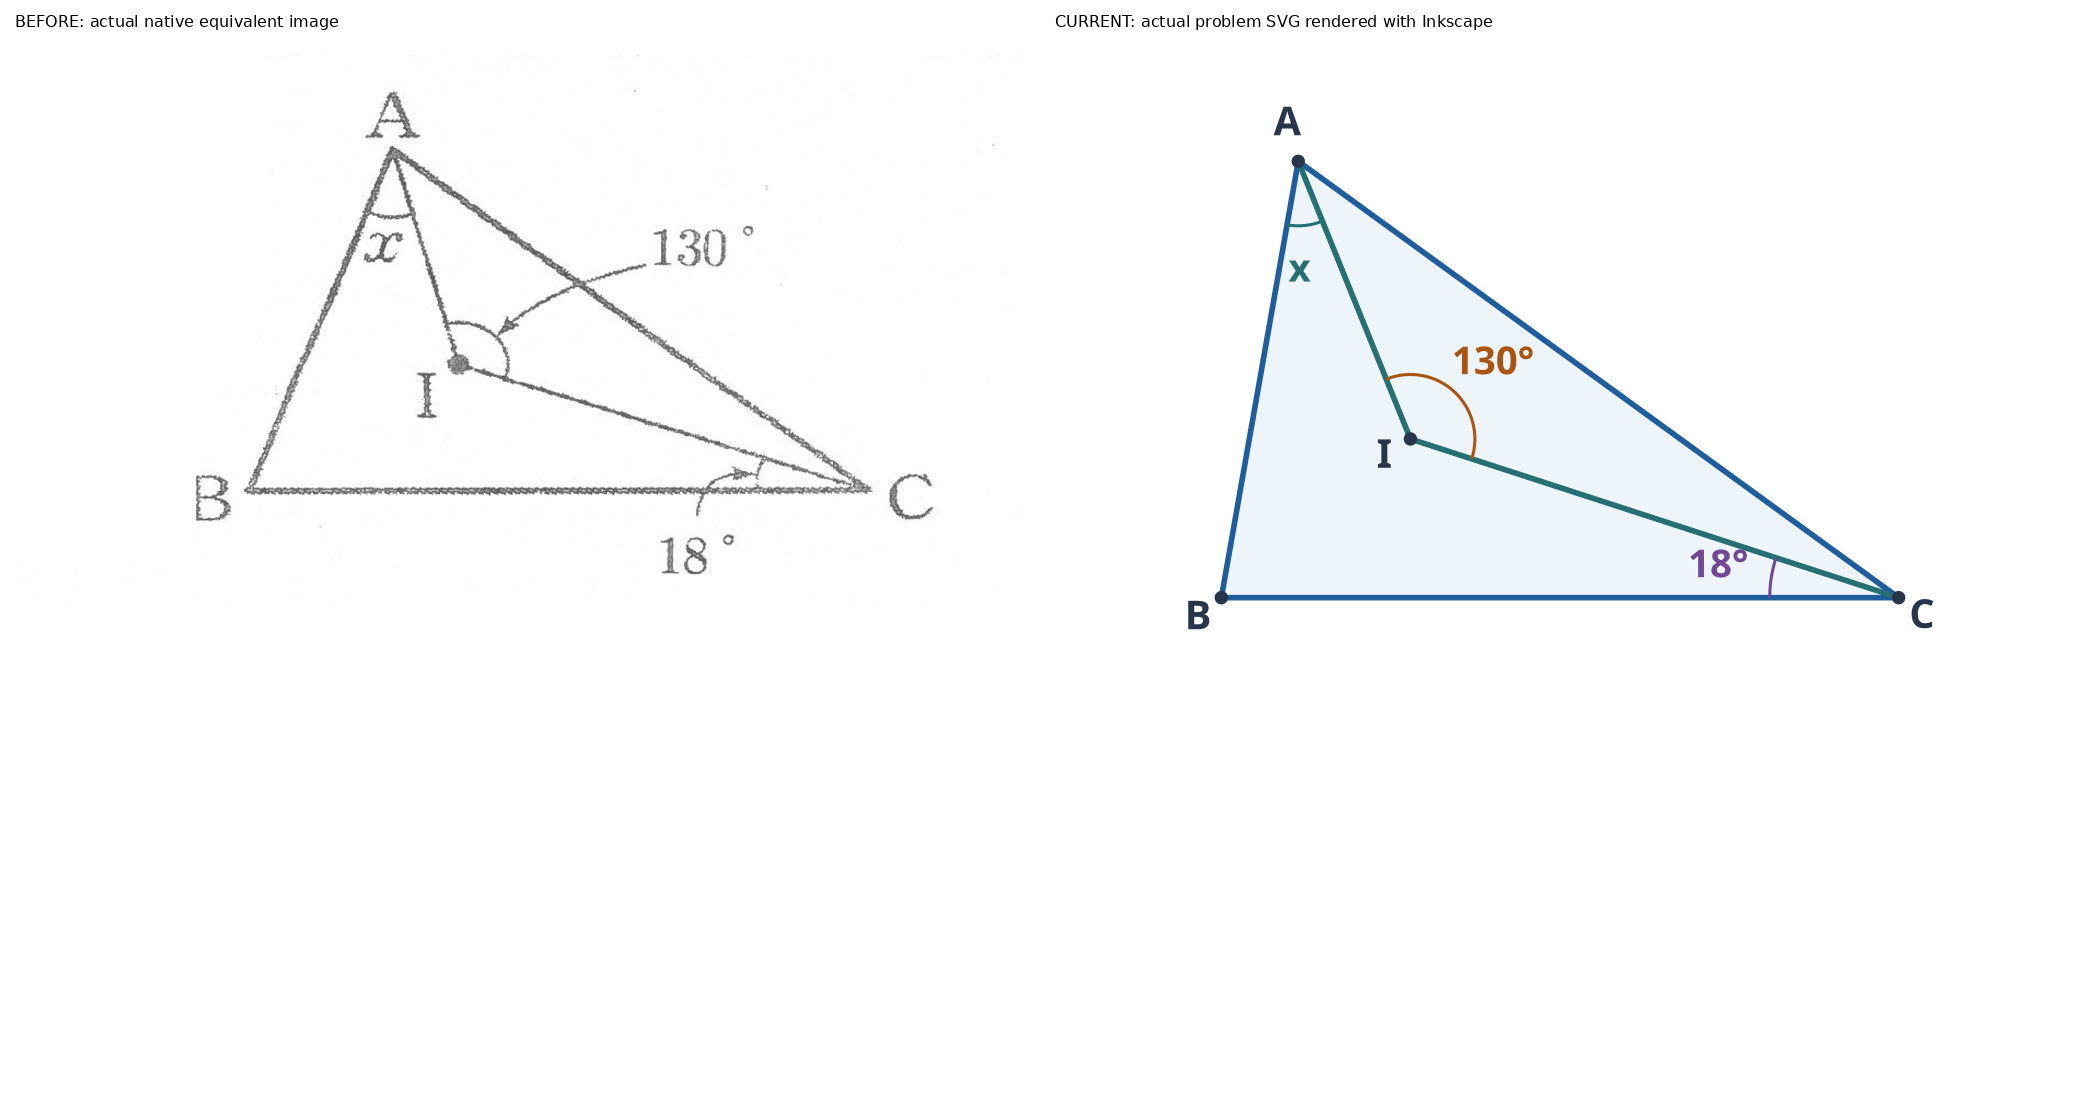 BEFORE: actual native equivalent image
A
x
130°
I
B
C
18°
CURRENT: actual problem SVG rendered with Inkscape
A
x
130°
I
18°
B
C